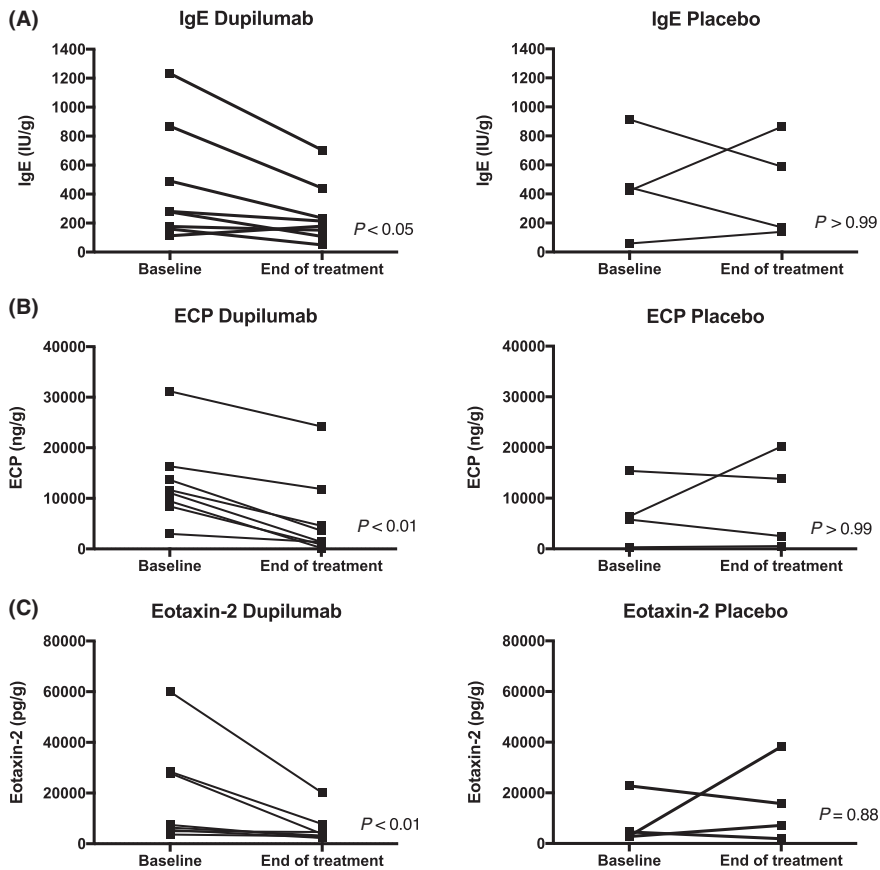 (A)
IgE Dupilumab
IgE (IU/g)
1400
1200
1000
800
600
400
200
0
Baseline
End of treatment
P < 0.05
IgE Placebo
IgE (IU/g)
1400
1200
1000
800
600
400
200
0
Baseline
End of treatment
P > 0.99
(B)
ECP Dupilumab
ECP (ng/g)
40000
30000
20000
10000
0
Baseline
End of treatment
P < 0.01
ECP Placebo
ECP (ng/g)
40000
30000
20000
10000
0
Baseline
End of treatment
P > 0.99
(C)
Eotaxin-2 Dupilumab
Eotaxin-2 (pg/g)
80000
60000
40000
20000
0
Baseline
End of treatment
P < 0.01
Eotaxin-2 Placebo
Eotaxin-2 (pg/g)
80000
60000
40000
20000
0
Baseline
End of treatment
P = 0.88